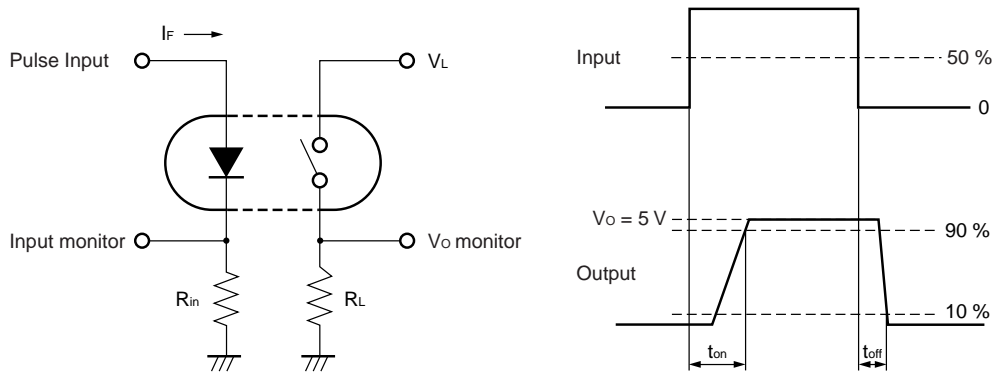 IF
Pulse Input
VL
Input monitor
VO monitor
Rin
RL
Input
50 %
0
VO = 5 V
90 %
Output
10 %
ton
toff